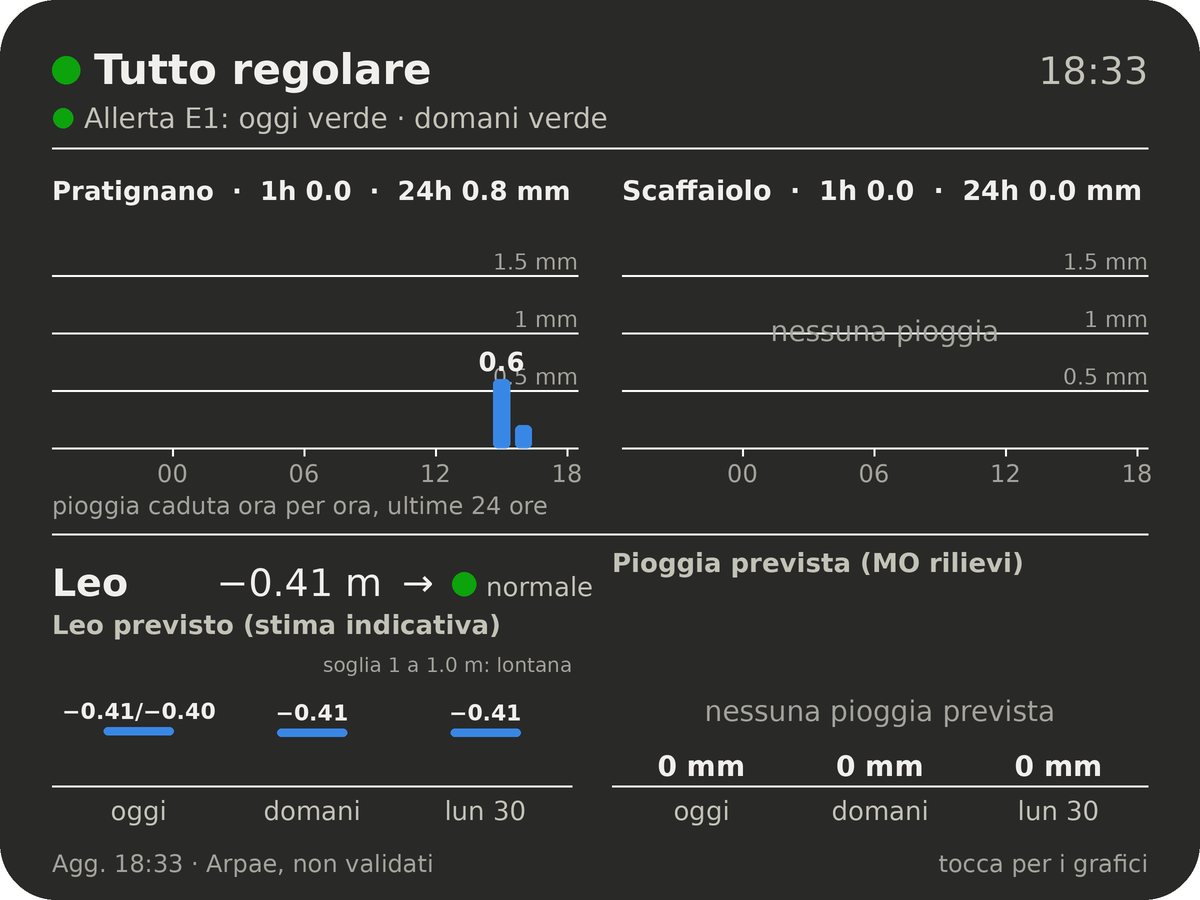 Tutto regolare
18:33
Allerta E1: oggi verde · domani verde
Pratignano · 1h 0.0 · 24h 0.8 mm
1.5 mm
1 mm
0.6
0.5 mm
00 06 12 18
pioggia caduta ora per ora, ultime 24 ore
Scaffaiolo · 1h 0.0 · 24h 0.0 mm
1.5 mm
nessuna pioggia
1 mm
0.5 mm
00 06 12 18
Leo −0.41 m → normale
Leo previsto (stima indicativa)
soglia 1 a 1.0 m: lontana
−0.41/−0.40 −0.41 −0.41
oggi domani lun 30
Pioggia prevista (MO rilievi)
nessuna pioggia prevista
0 mm 0 mm 0 mm
oggi domani lun 30
Agg. 18:33 · Arpae, non validati
tocca per i grafici